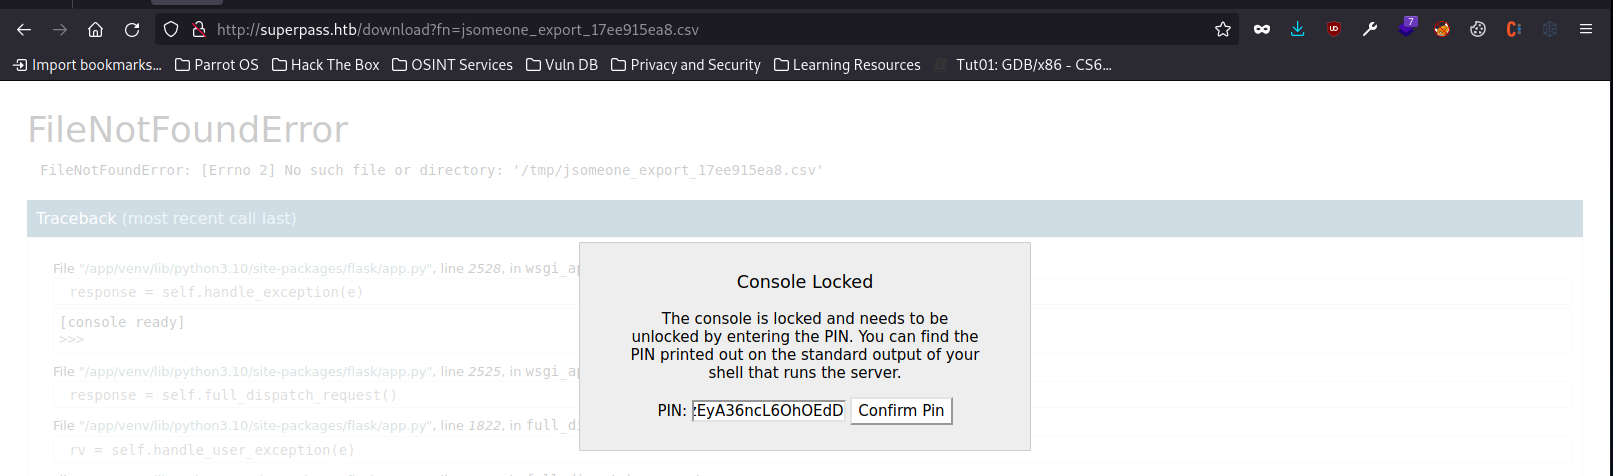 http://superpass.htb/download?fn=jsomeone_export_17ee915ea8.csv
7
Import bookmarks... Parrot OS Hack The Box OSINT Services Vuln DB Privacy and Security Learning Resources Tut01: GDB/x86 - CS6...
FileNotFoundError
FileNotFoundError: [Errno 2] No such file or directory: '/tmp/jsomeone_export_17ee915ea8.csv'
Traceback (most recent call last)
File "/app/venv/lib/python3.10/site-packages/flask/app.py", line 2528, in wsgi_ap
response = self.handle_exception(e)
[console ready]
>>>
File "/app/venv/lib/python3.10/site-packages/flask/app.py", line 2525, in wsgi_ap
response = self.full_dispatch_request()
File "/app/venv/lib/python3.10/site-packages/flask/app.py", line 1822, in full_di
rv = self.handle_user_exception(e)
Console Locked
The console is locked and needs to be
unlocked by entering the PIN. You can find the
PIN printed out on the standard output of your
shell that runs the server.
PIN: zEyA36ncL6OhOEdD Confirm Pin